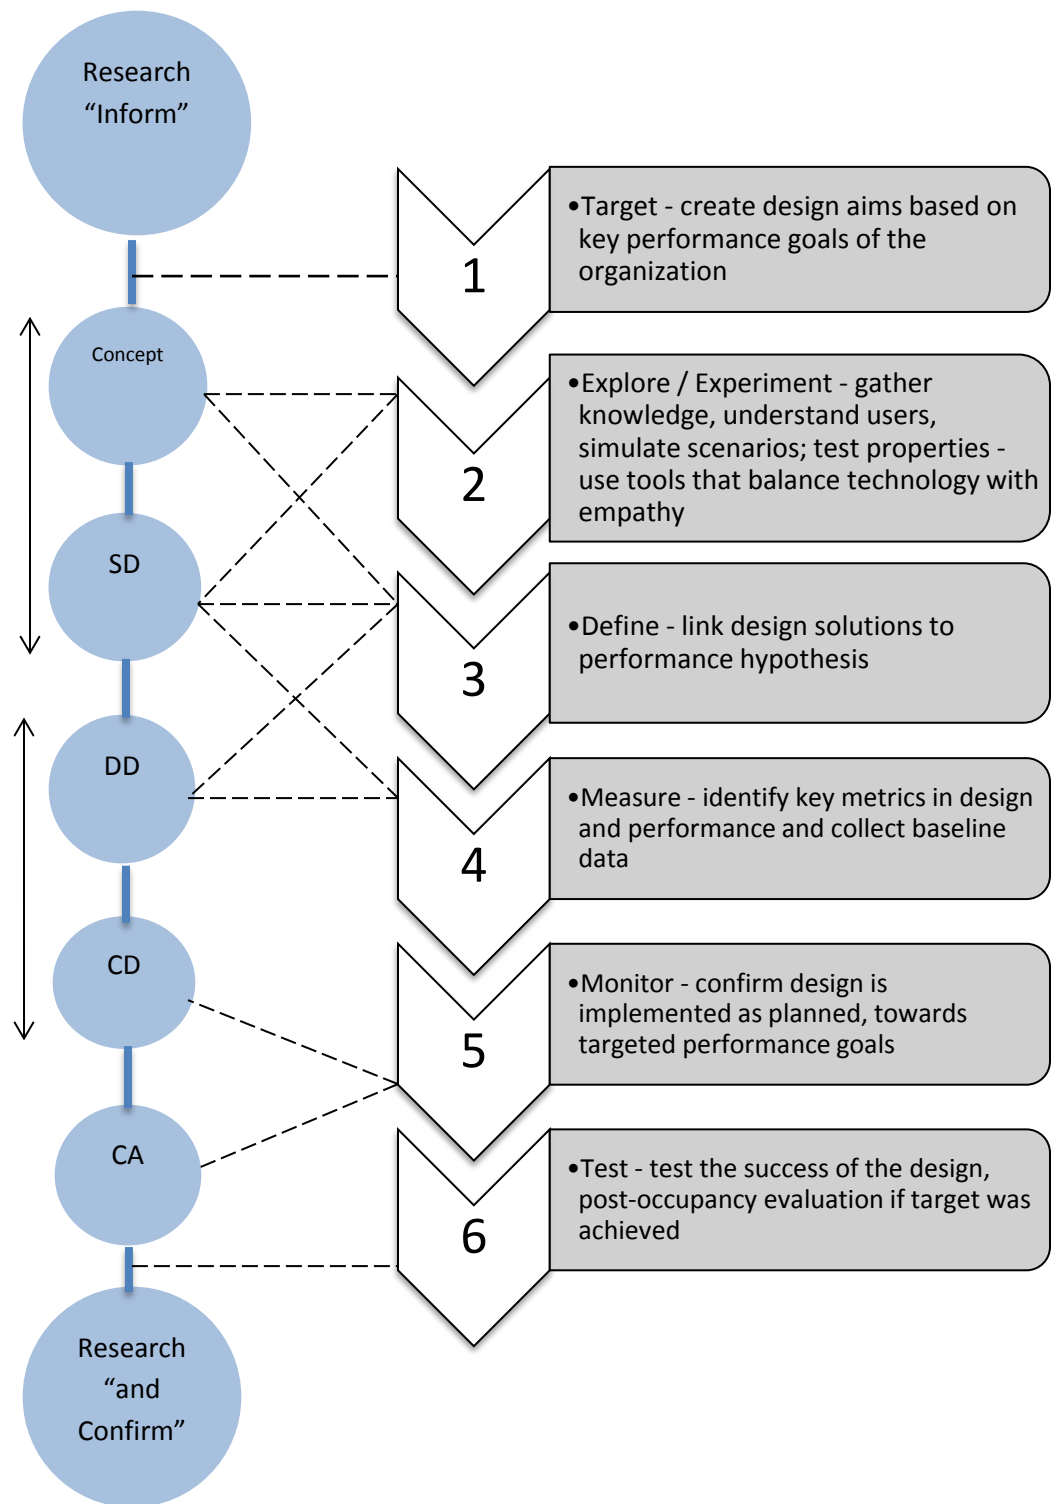 Research
“Inform”
1
•Target - create design aims based on
key performance goals of the
organization
Concept
2
•Explore / Experiment - gather
knowledge, understand users,
simulate scenarios; test properties -
use tools that balance technology with
empathy
SD
3
•Define - link design solutions to
performance hypothesis
DD
4
•Measure - identify key metrics in design
and performance and collect baseline
data
CD
5
•Monitor - confirm design is
implemented as planned, towards
targeted performance goals
CA
6
•Test - test the success of the design,
post-occupancy evaluation if target was
achieved
Research
“and
Confirm”